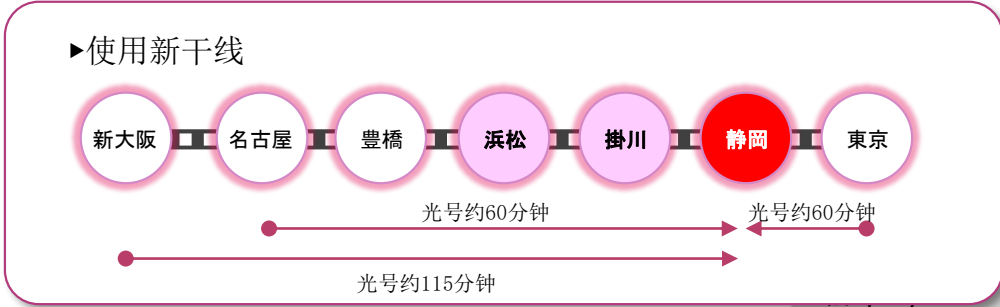 ▶使用新干线
新大阪 名古屋 豊橋 浜松 掛川 静岡 東京
光号约60分钟 光号约60分钟
光号约115分钟